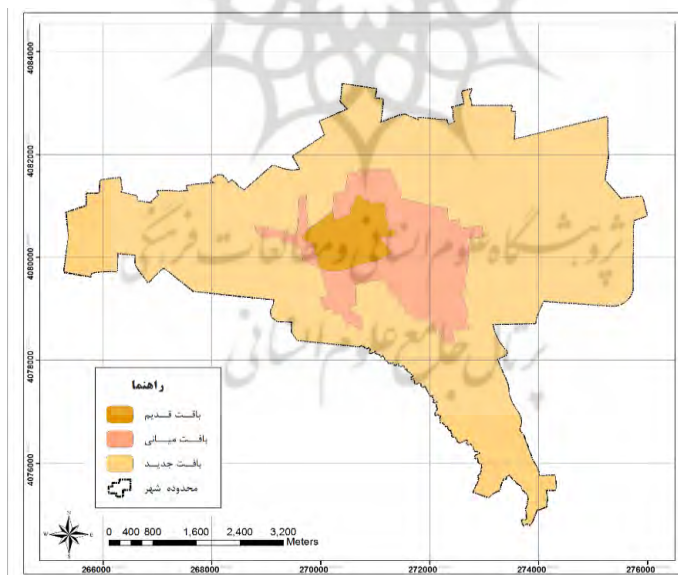 4084000
4082000
4080000
4078000
4076000
پژوهشگاه علوم انسانی و مطالعات فرهنگی
پرتال جامع علوم انسانی
راهنما
بافت قدیم
بافت میانی
بافت جدید
محدوده شهر
N
W E
S
0 400 800 1,600 2,400 3,200
Meters
266000 268000 270000 272000 274000 276000